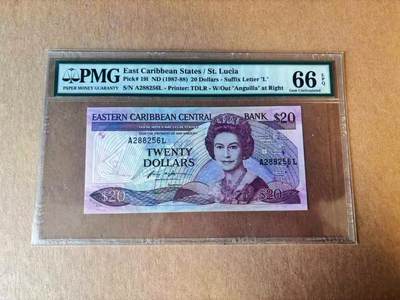 PMG
PAPER MONEY GUARANTY
East Caribbean States / St. Lucia
Pick# 19l ND (1987-88) 20 Dollars - Suffix Letter "L"
S/N A288256L - Printer: TDLR - W/Out "Anguilla" at Right
66 EPQ
Gem Uncirculated
EASTERN CARIBBEAN CENTRAL BANK
$20
A288256L
TWENTY
DOLLARS
A288256L
$20
$20